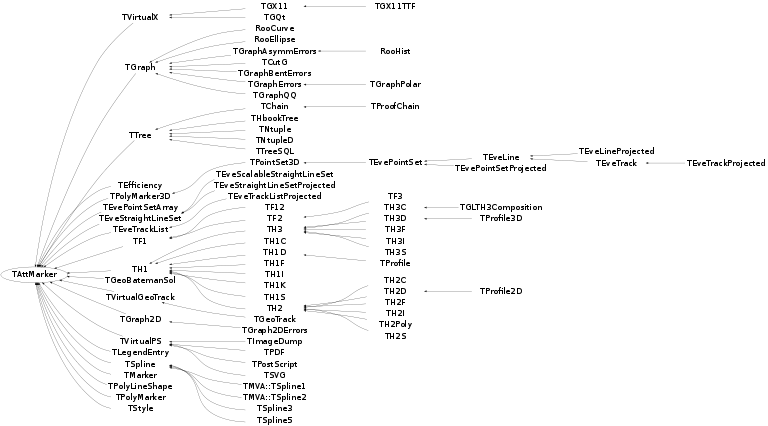 TGX11
TGX11TTF
TVirtualX
TGQt
RooCurve
RooEllipse
TGraphAsymmErrors
RooHist
TCutG
TGraph
TGraphBentErrors
TGraphErrors
TGraphPolar
TGraphQQ
TChain
TProofChain
THbookTree
TNtuple
TTree
TNtupleD
TTreeSQL
TEveLineProjected
TEveLine
TPointSet3D
TEvePointSet
TEveTrack
TEveTrackProjected
TEvePointSetProjected
TEveScalableStraightLineSet
TEfficiency
TEveStraightLineSetProjected
TPolyMarker3D
TEveTrackListProjected
TF3
TEvePointSetArray
TF12
TH3C
TGLTH3Composition
TEveStraightLineSet
TF2
TH3D
TProfile3D
TEveTrackList
TH3
TH3F
TF1
TH1C
TH3I
TH1D
TH3S
TH1F
TProfile
TH1
TAttMarker
TH1I
TGeoBatemanSol
TH1K
TH2C
TH2D
TProfile2D
TVirtualGeoTrack
TH1S
TH2F
TH2
TH2I
TGraph2D
TGeoTrack
TH2Poly
TGraph2DErrors
TH2S
TVirtualPS
TImageDump
TLegendEntry
TPDF
TSpline
TPostScript
TMarker
TSVG
TPolyLineShape
TMVA::TSpline1
TPolyMarker
TMVA::TSpline2
TStyle
TSpline3
TSpline5